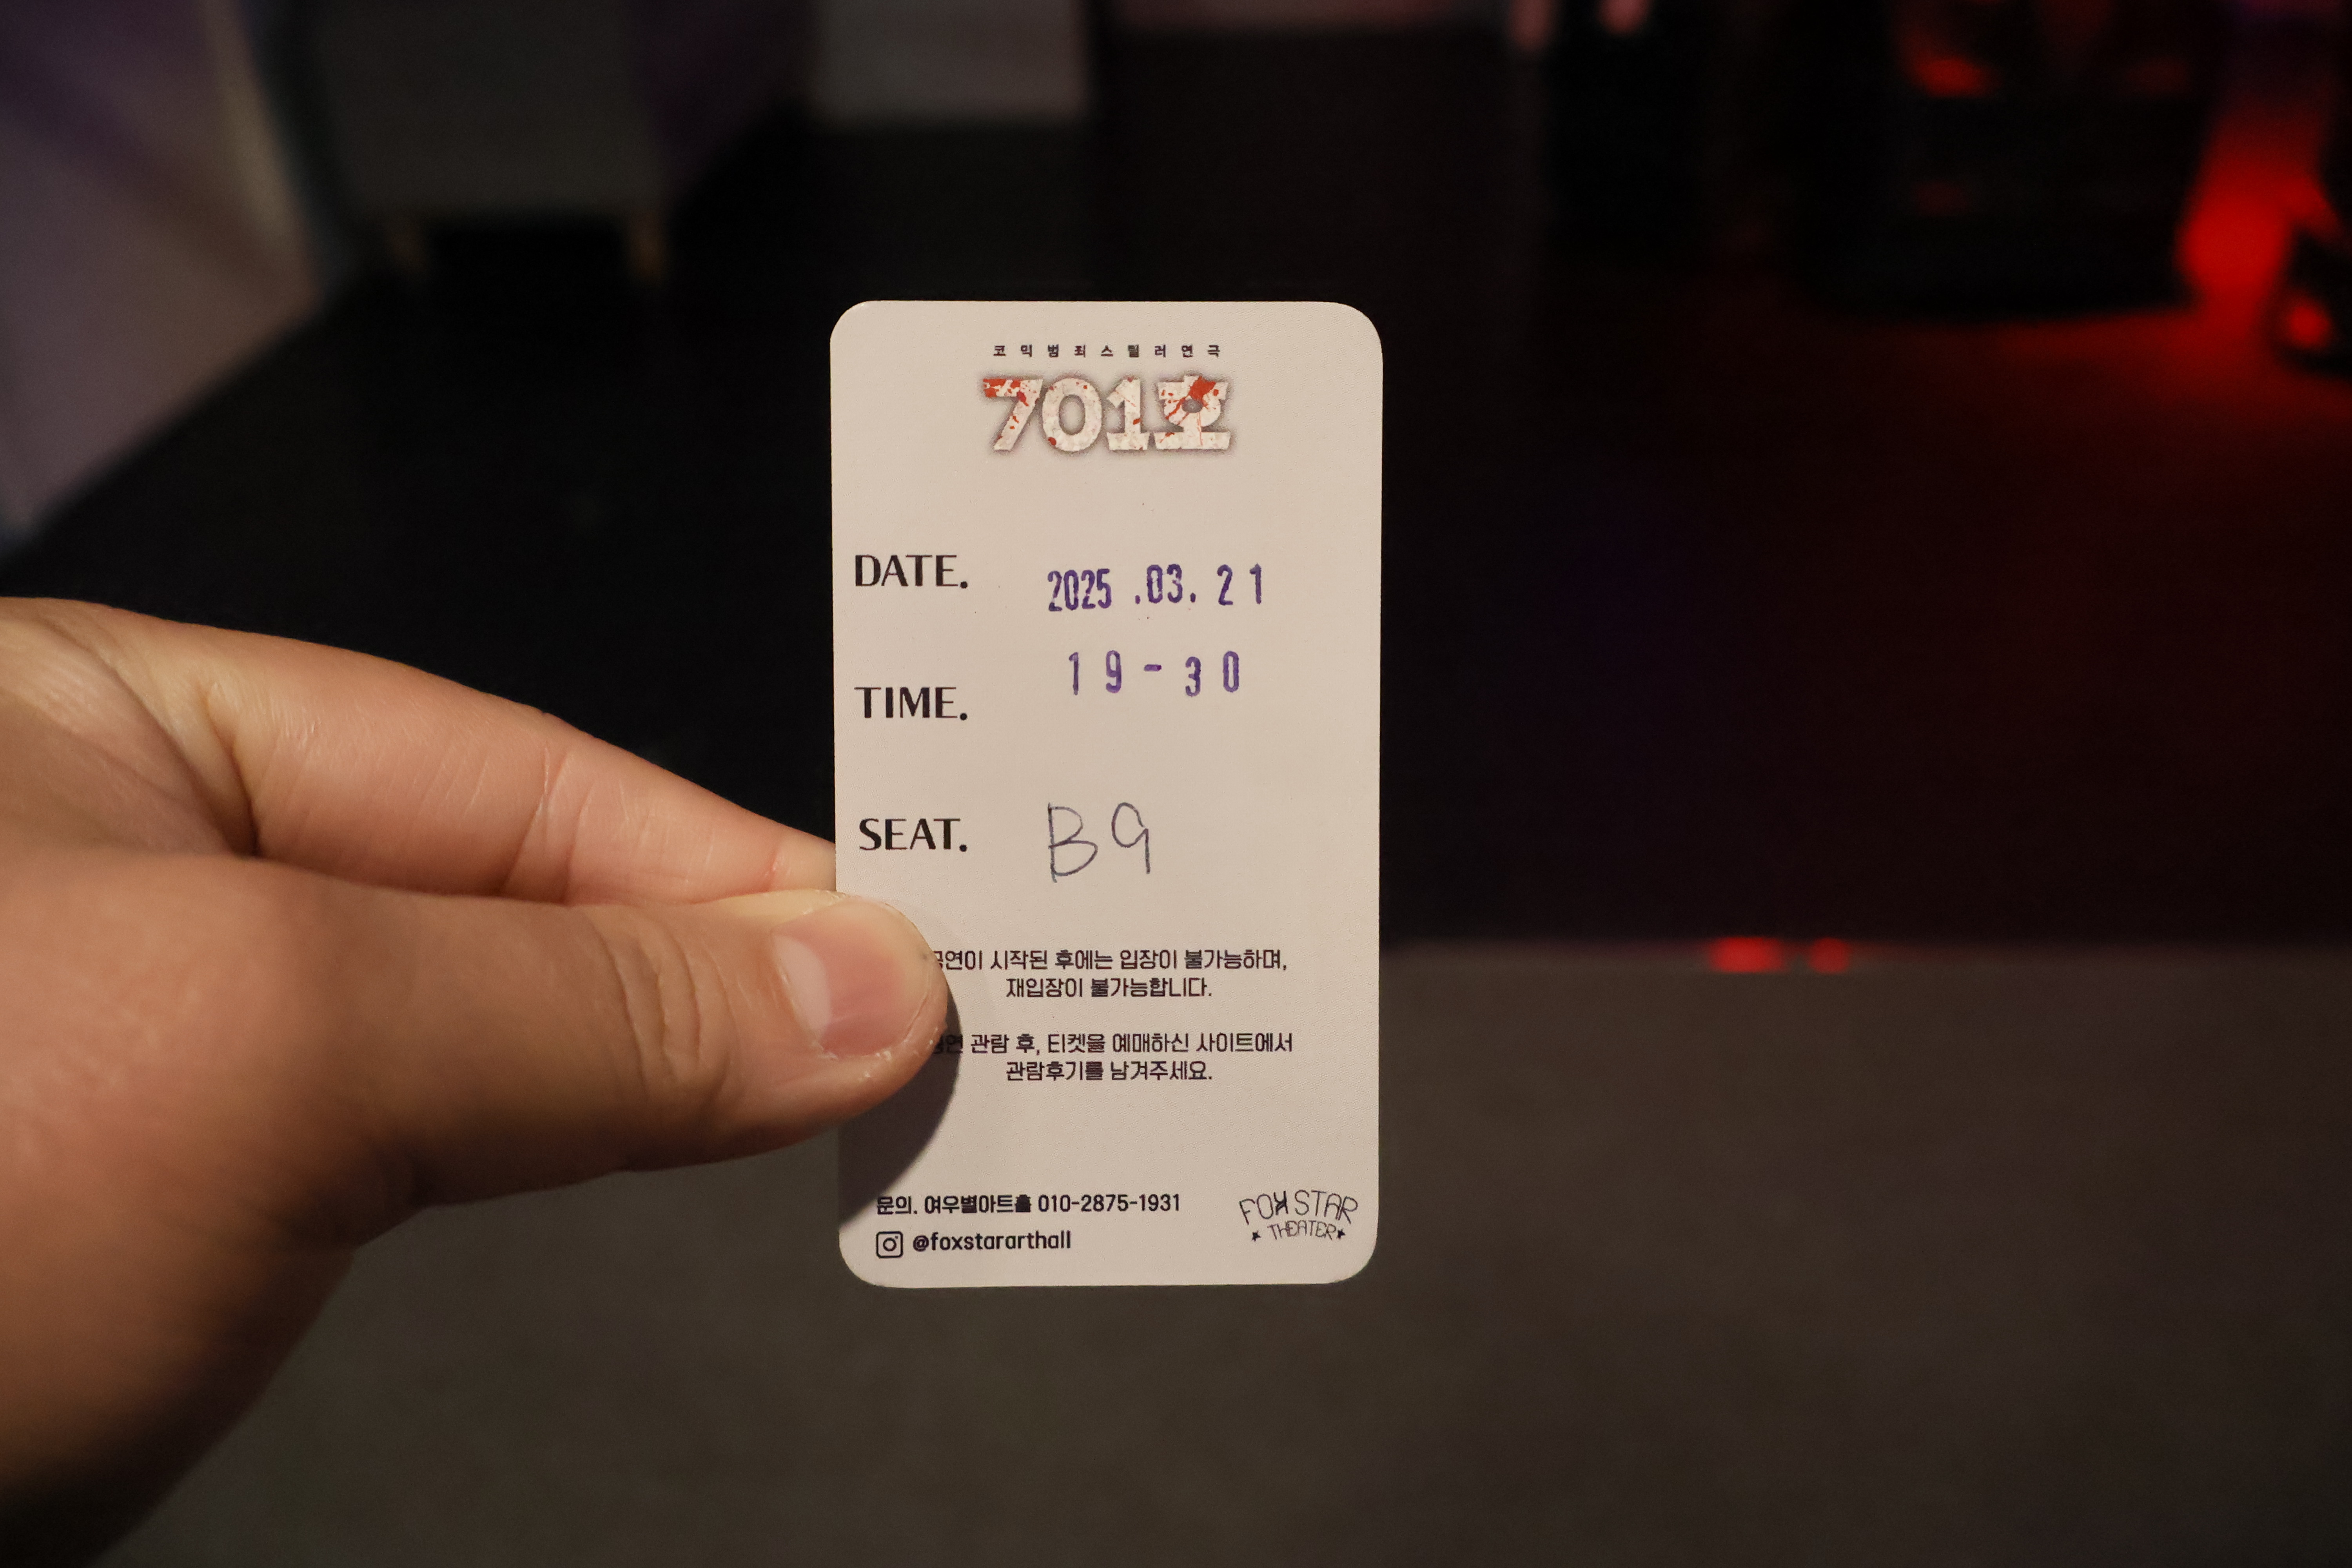 코믹범죄스릴러연극
701호
DATE. 2025.03.21
TIME. 19-30
SEAT. B9
공연이 시작된 후에는 입장이 불가능하며,
재입장이 불가능합니다.
관람 후, 티켓을 예매하신 사이트에서
관람후기를 남겨주세요.
문의. 여우별아트홀 010-2875-1931
@foxstararthall
FOX STAR
THEATER